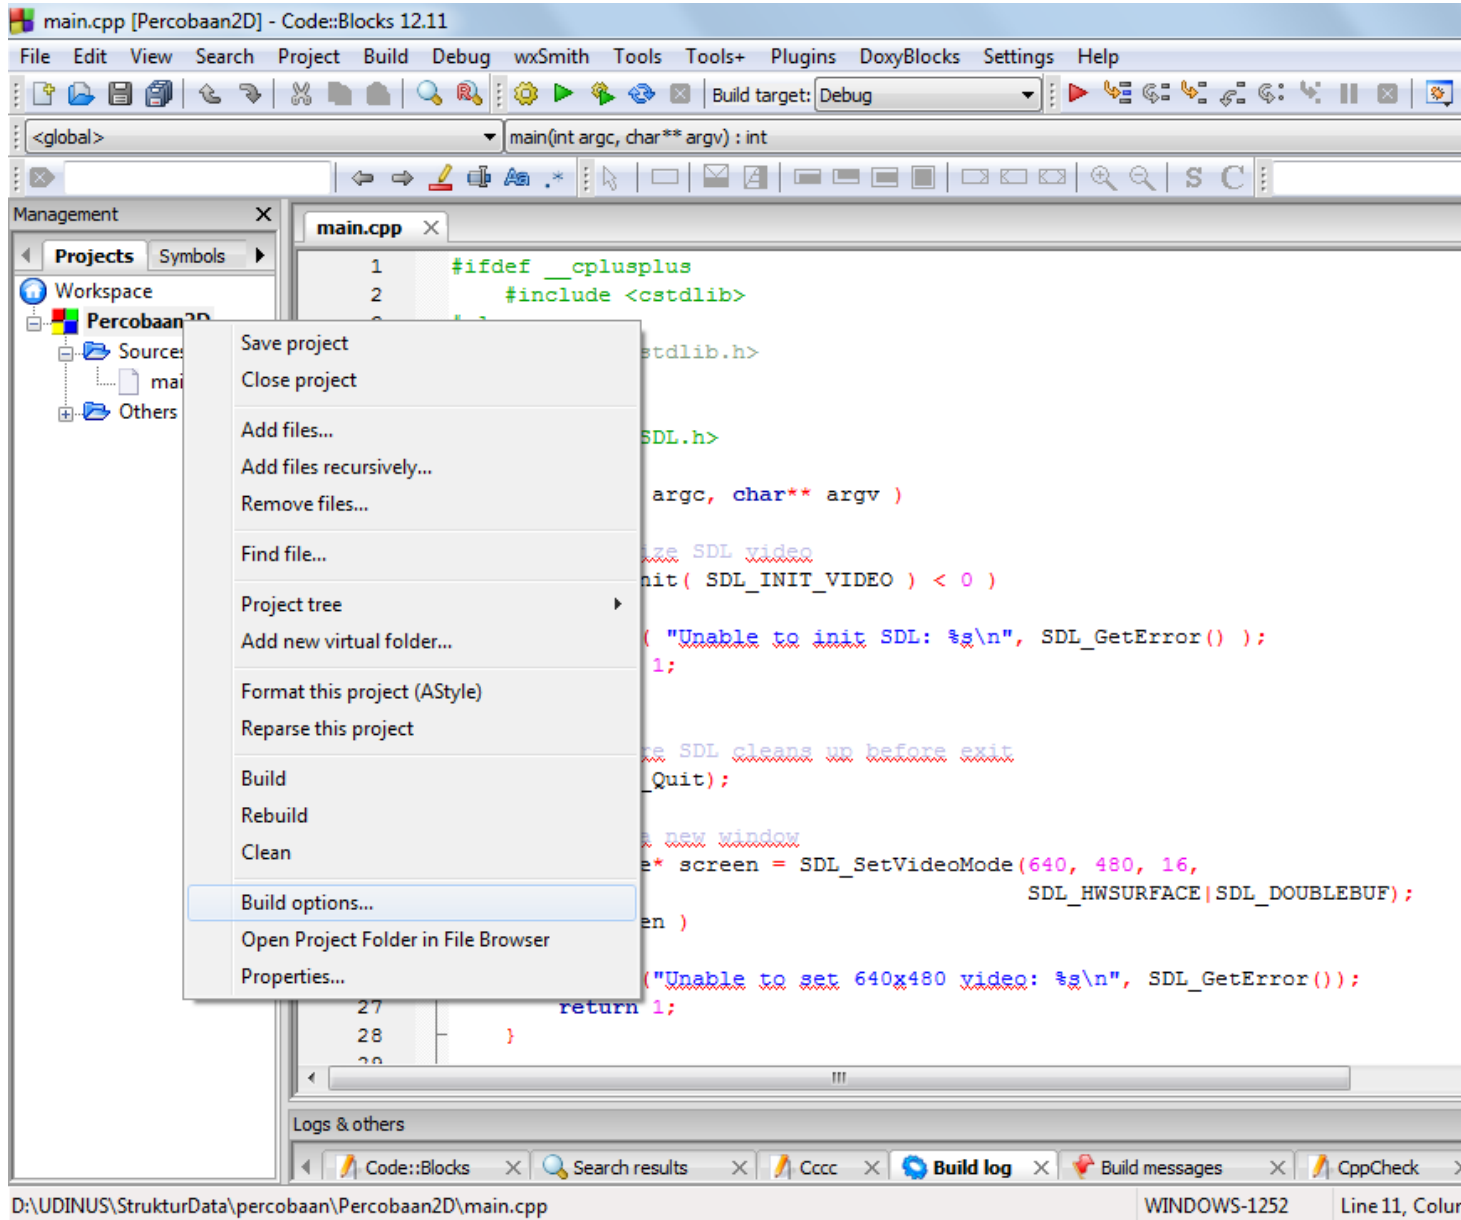 main.cpp [Percobaan2D] - Code::Blocks 12.11
File Edit View Search Project Build Debug wxSmith Tools Tools+ Plugins DoxyBlocks Settings Help
Build target: Debug
<global> main(int argc, char** argv) : int
Management
main.cpp
Projects Symbols
Workspace
Percobaan2D
Sources
mai
Others
Save project
Close project
Add files...
Add files recursively...
Remove files...
Find file...
Project tree
Add new virtual folder...
Format this project (AStyle)
Reparse this project
Build
Rebuild
Clean
Build options...
Open Project Folder in File Browser
Properties...
1 #ifdef __cplusplus
2 #include <cstdlib>
stdlib.h>
SDL.h>
argc, char** argv )
ize SDL video
nit( SDL_INIT_VIDEO ) < 0 )
( "Unable to init SDL: %s\n", SDL_GetError() );
1;
re SDL cleans up before exit
_Quit);
a new window
e* screen = SDL_SetVideoMode(640, 480, 16,
SDL_HWSURFACE|SDL_DOUBLEBUF);
en )
("Unable to set 640x480 video: %s\n", SDL_GetError());
27 return 1;
28 }
29
Logs & others
Code::Blocks Search results Cccc Build log Build messages CppCheck
D:\UDINUS\StrukturData\percobaan\Percobaan2D\main.cpp WINDOWS-1252 Line 11, Colur